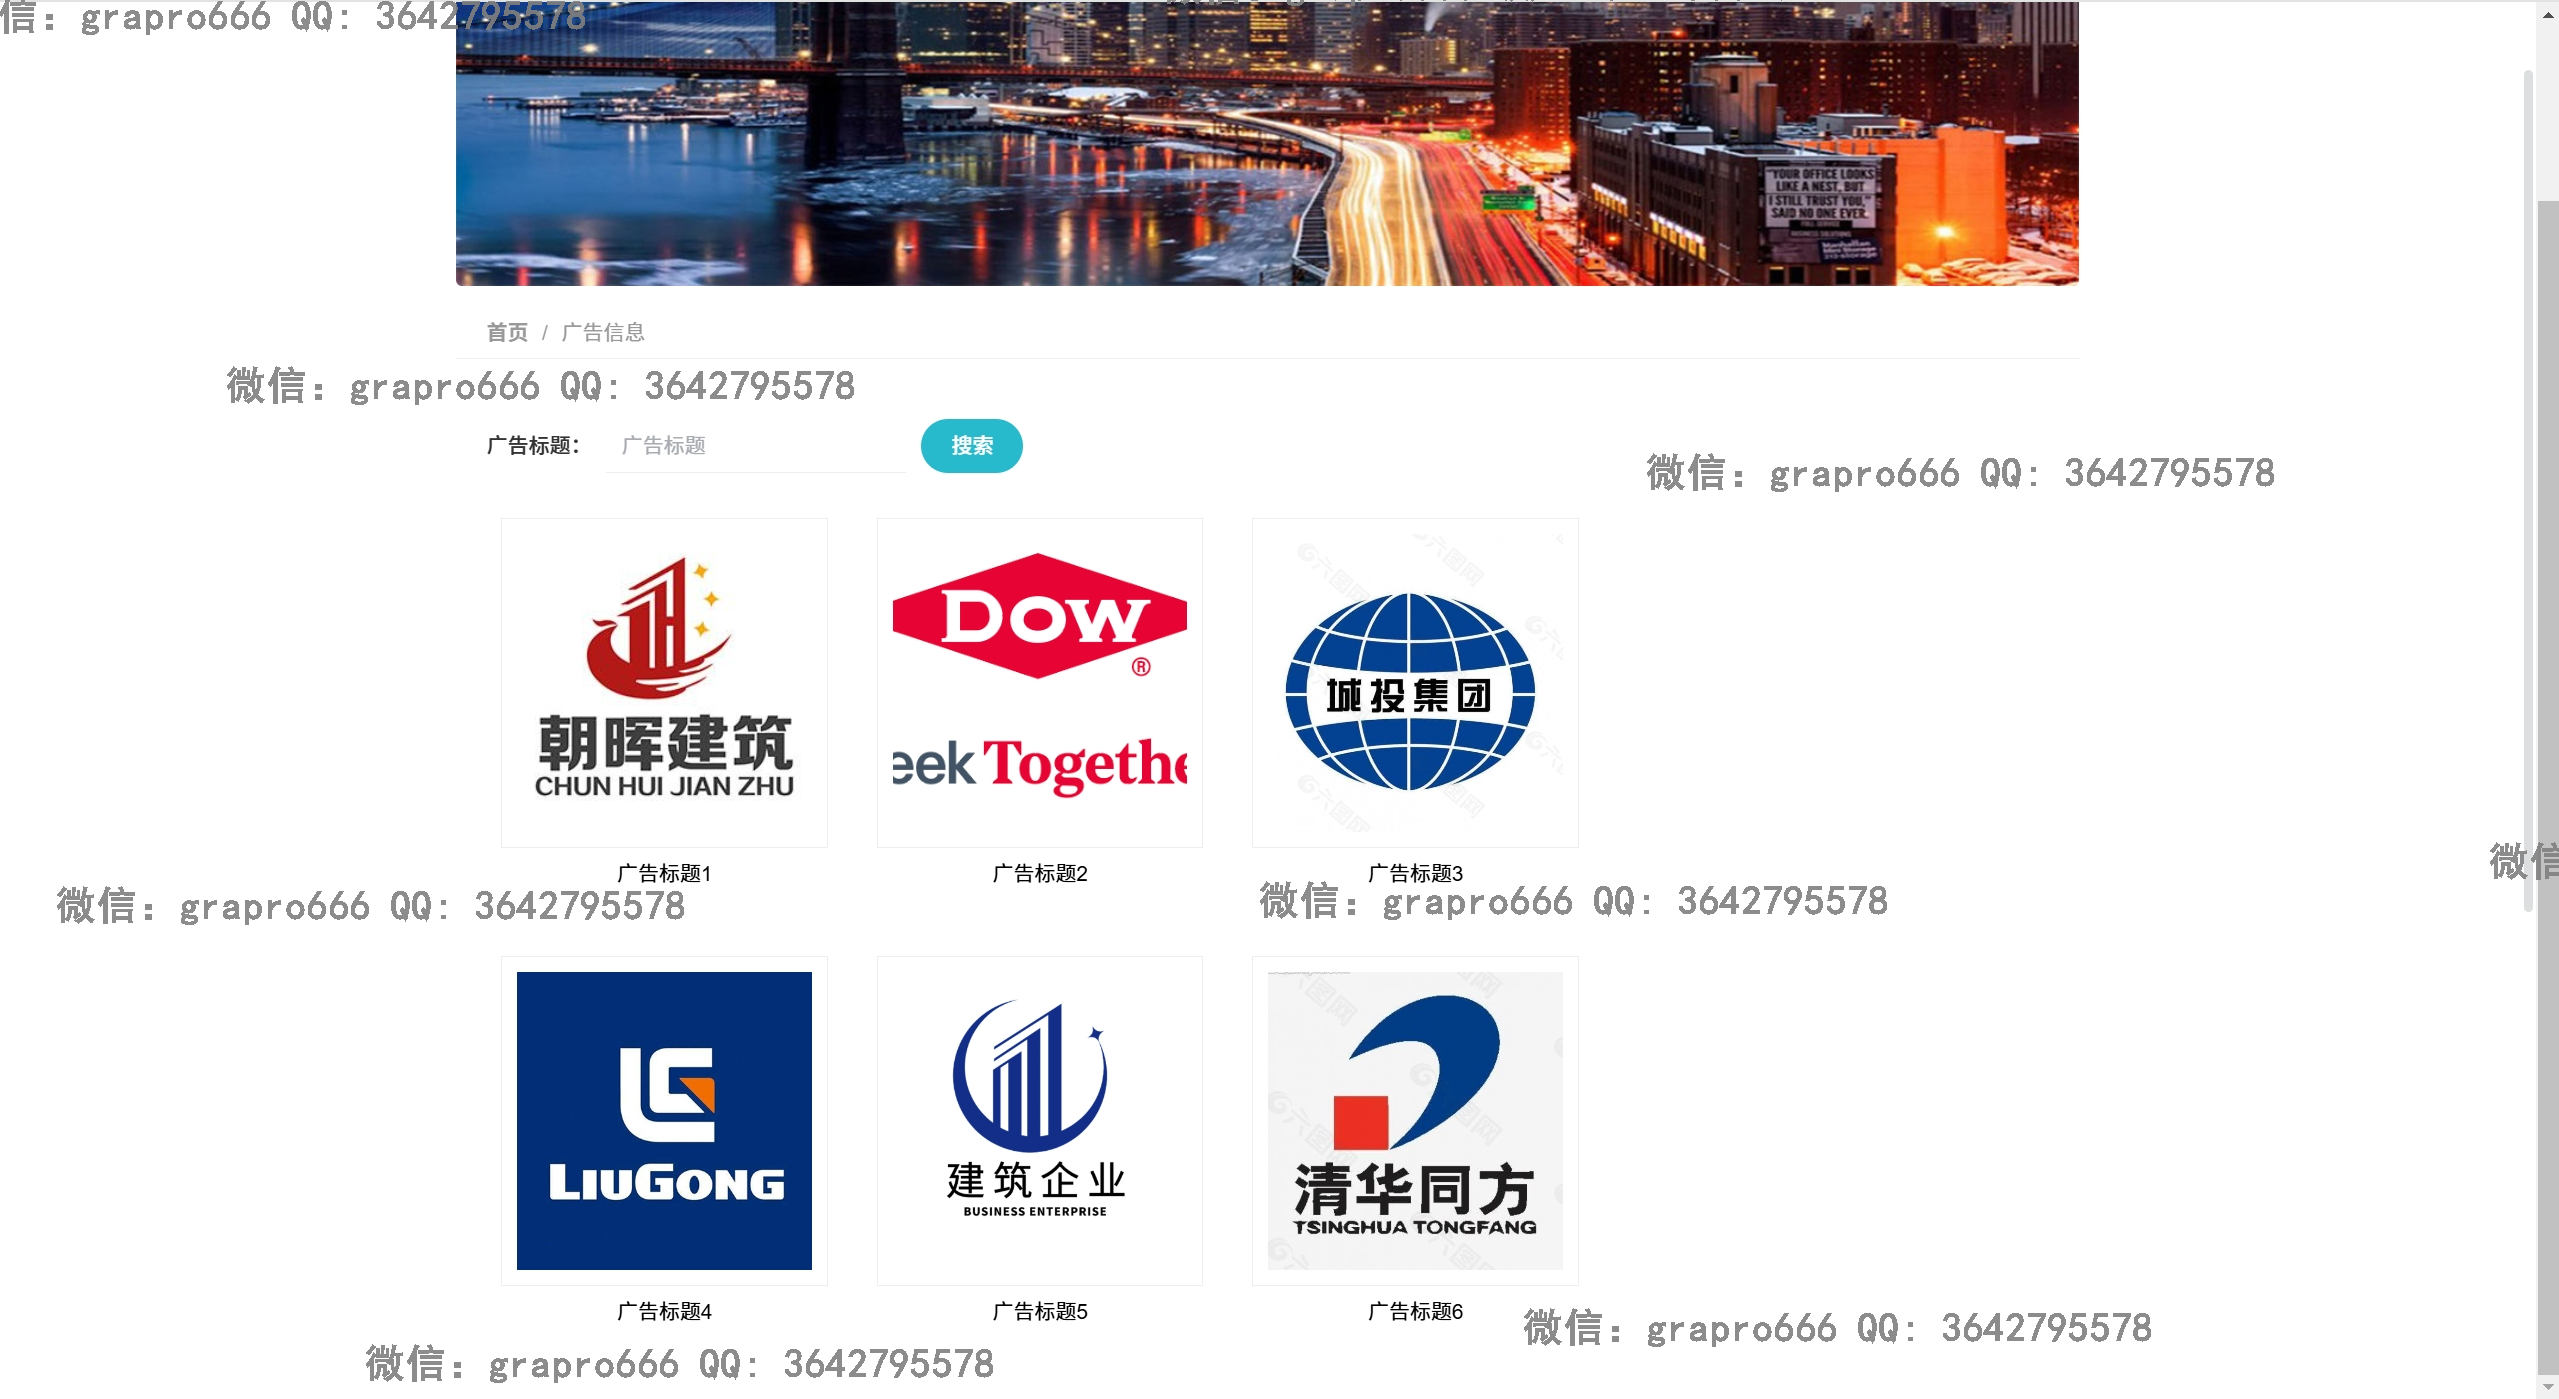 信：grapro666 QQ: 3642795578
"YOUR OFFICE LOOKS
LIKE A NEST, BUT
I STILL TRUST YOU,"
SAID NO ONE EVER.
首页 / 广告信息
微信：grapro666 QQ: 3642795578
广告标题：
广告标题
搜索
微信：grapro666 QQ: 3642795578
DOW
®
eek Togethe
城投集团
朝晖建筑
CHUN HUI JIAN ZHU
广告标题1
广告标题2
广告标题3
微信
微信：grapro666 QQ: 3642795578
微信：grapro666 QQ: 3642795578
LIUGONG
建筑企业
BUSINESS ENTERPRISE
清华同方
TSINGHUA TONGFANG
广告标题4
广告标题5
广告标题6
微信：grapro666 QQ: 3642795578
微信：grapro666 QQ: 3642795578